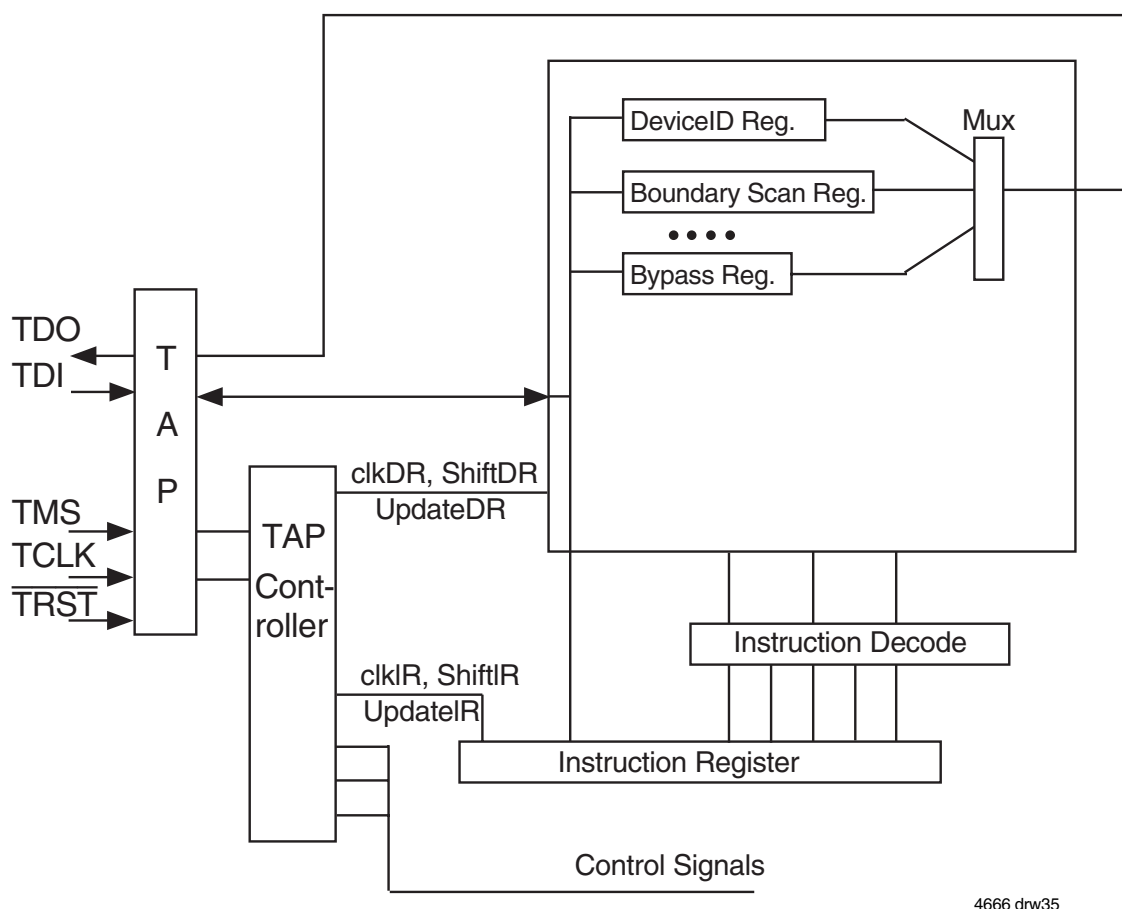 DeviceID Reg.
Mux
Boundary Scan Reg.
Bypass Reg.
TDO
TDI
T
A
P
TMS
TCLK
TRST
clkDR, ShiftDR
UpdateDR
TAP
Cont-
roller
Instruction Decode
clkIR, ShiftIR
UpdateIR
Instruction Register
Control Signals
4666 drw35